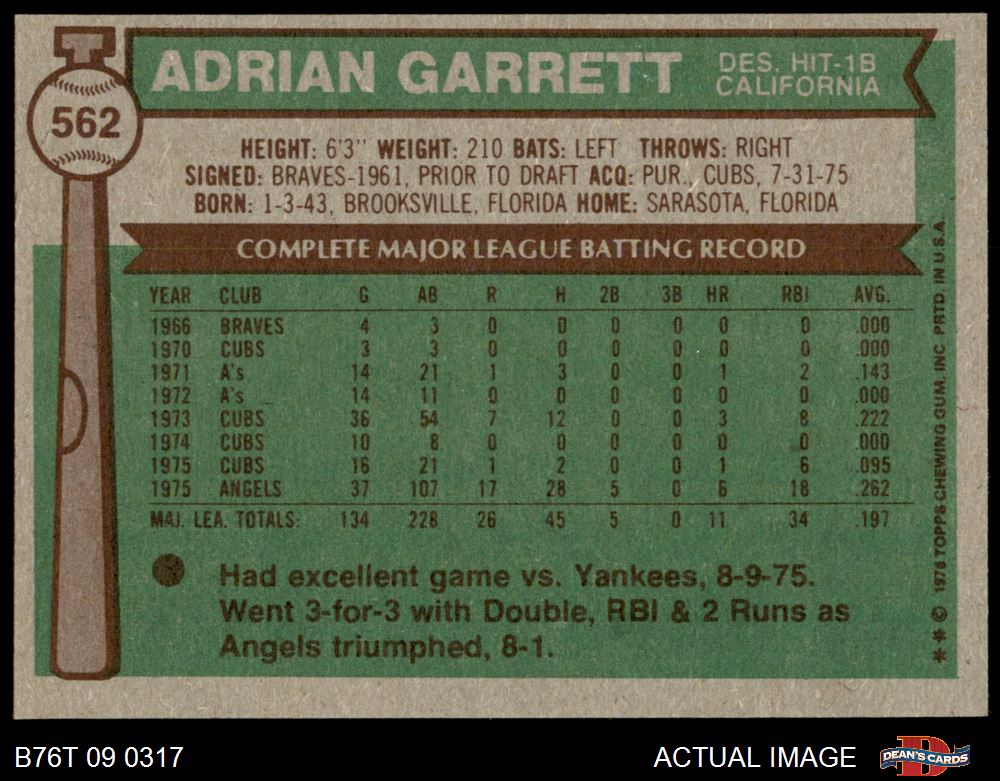 ADRIAN GARRETT
DES. HIT-1B
CALIFORNIA
562
HEIGHT: 6'3" WEIGHT: 210 BATS: LEFT THROWS: RIGHT
SIGNED: BRAVES-1961, PRIOR TO DRAFT ACQ: PUR., CUBS, 7-31-75
BORN: 1-3-43, BROOKSVILLE, FLORIDA HOME: SARASOTA, FLORIDA
COMPLETE MAJOR LEAGUE BATTING RECORD
YEAR CLUB G AB R H 2B 3B HR RBI AVG.
1966 BRAVES 4 3 0 0 0 0 0 0 .000
1970 CUBS 3 3 0 0 0 0 0 0 .000
1971 A's 14 21 1 3 0 0 1 2 .143
1972 A's 14 11 0 0 0 0 0 0 .000
1973 CUBS 36 54 7 12 0 0 3 8 .222
1974 CUBS 10 8 0 0 0 0 0 0 .000
1975 CUBS 16 21 1 2 0 0 1 6 .095
1975 ANGELS 37 107 17 28 5 0 6 18 .262
MAJ. LEA. TOTALS: 134 228 26 45 5 0 11 34 .197
Had excellent game vs. Yankees, 8-9-75.
Went 3-for-3 with Double, RBI & 2 Runs as
Angels triumphed, 8-1.
** © 1976 TOPPS CHEWING GUM, INC. PRTD. IN U.S.A.
B76T 09 0317
ACTUAL IMAGE
DEAN'S CARDS